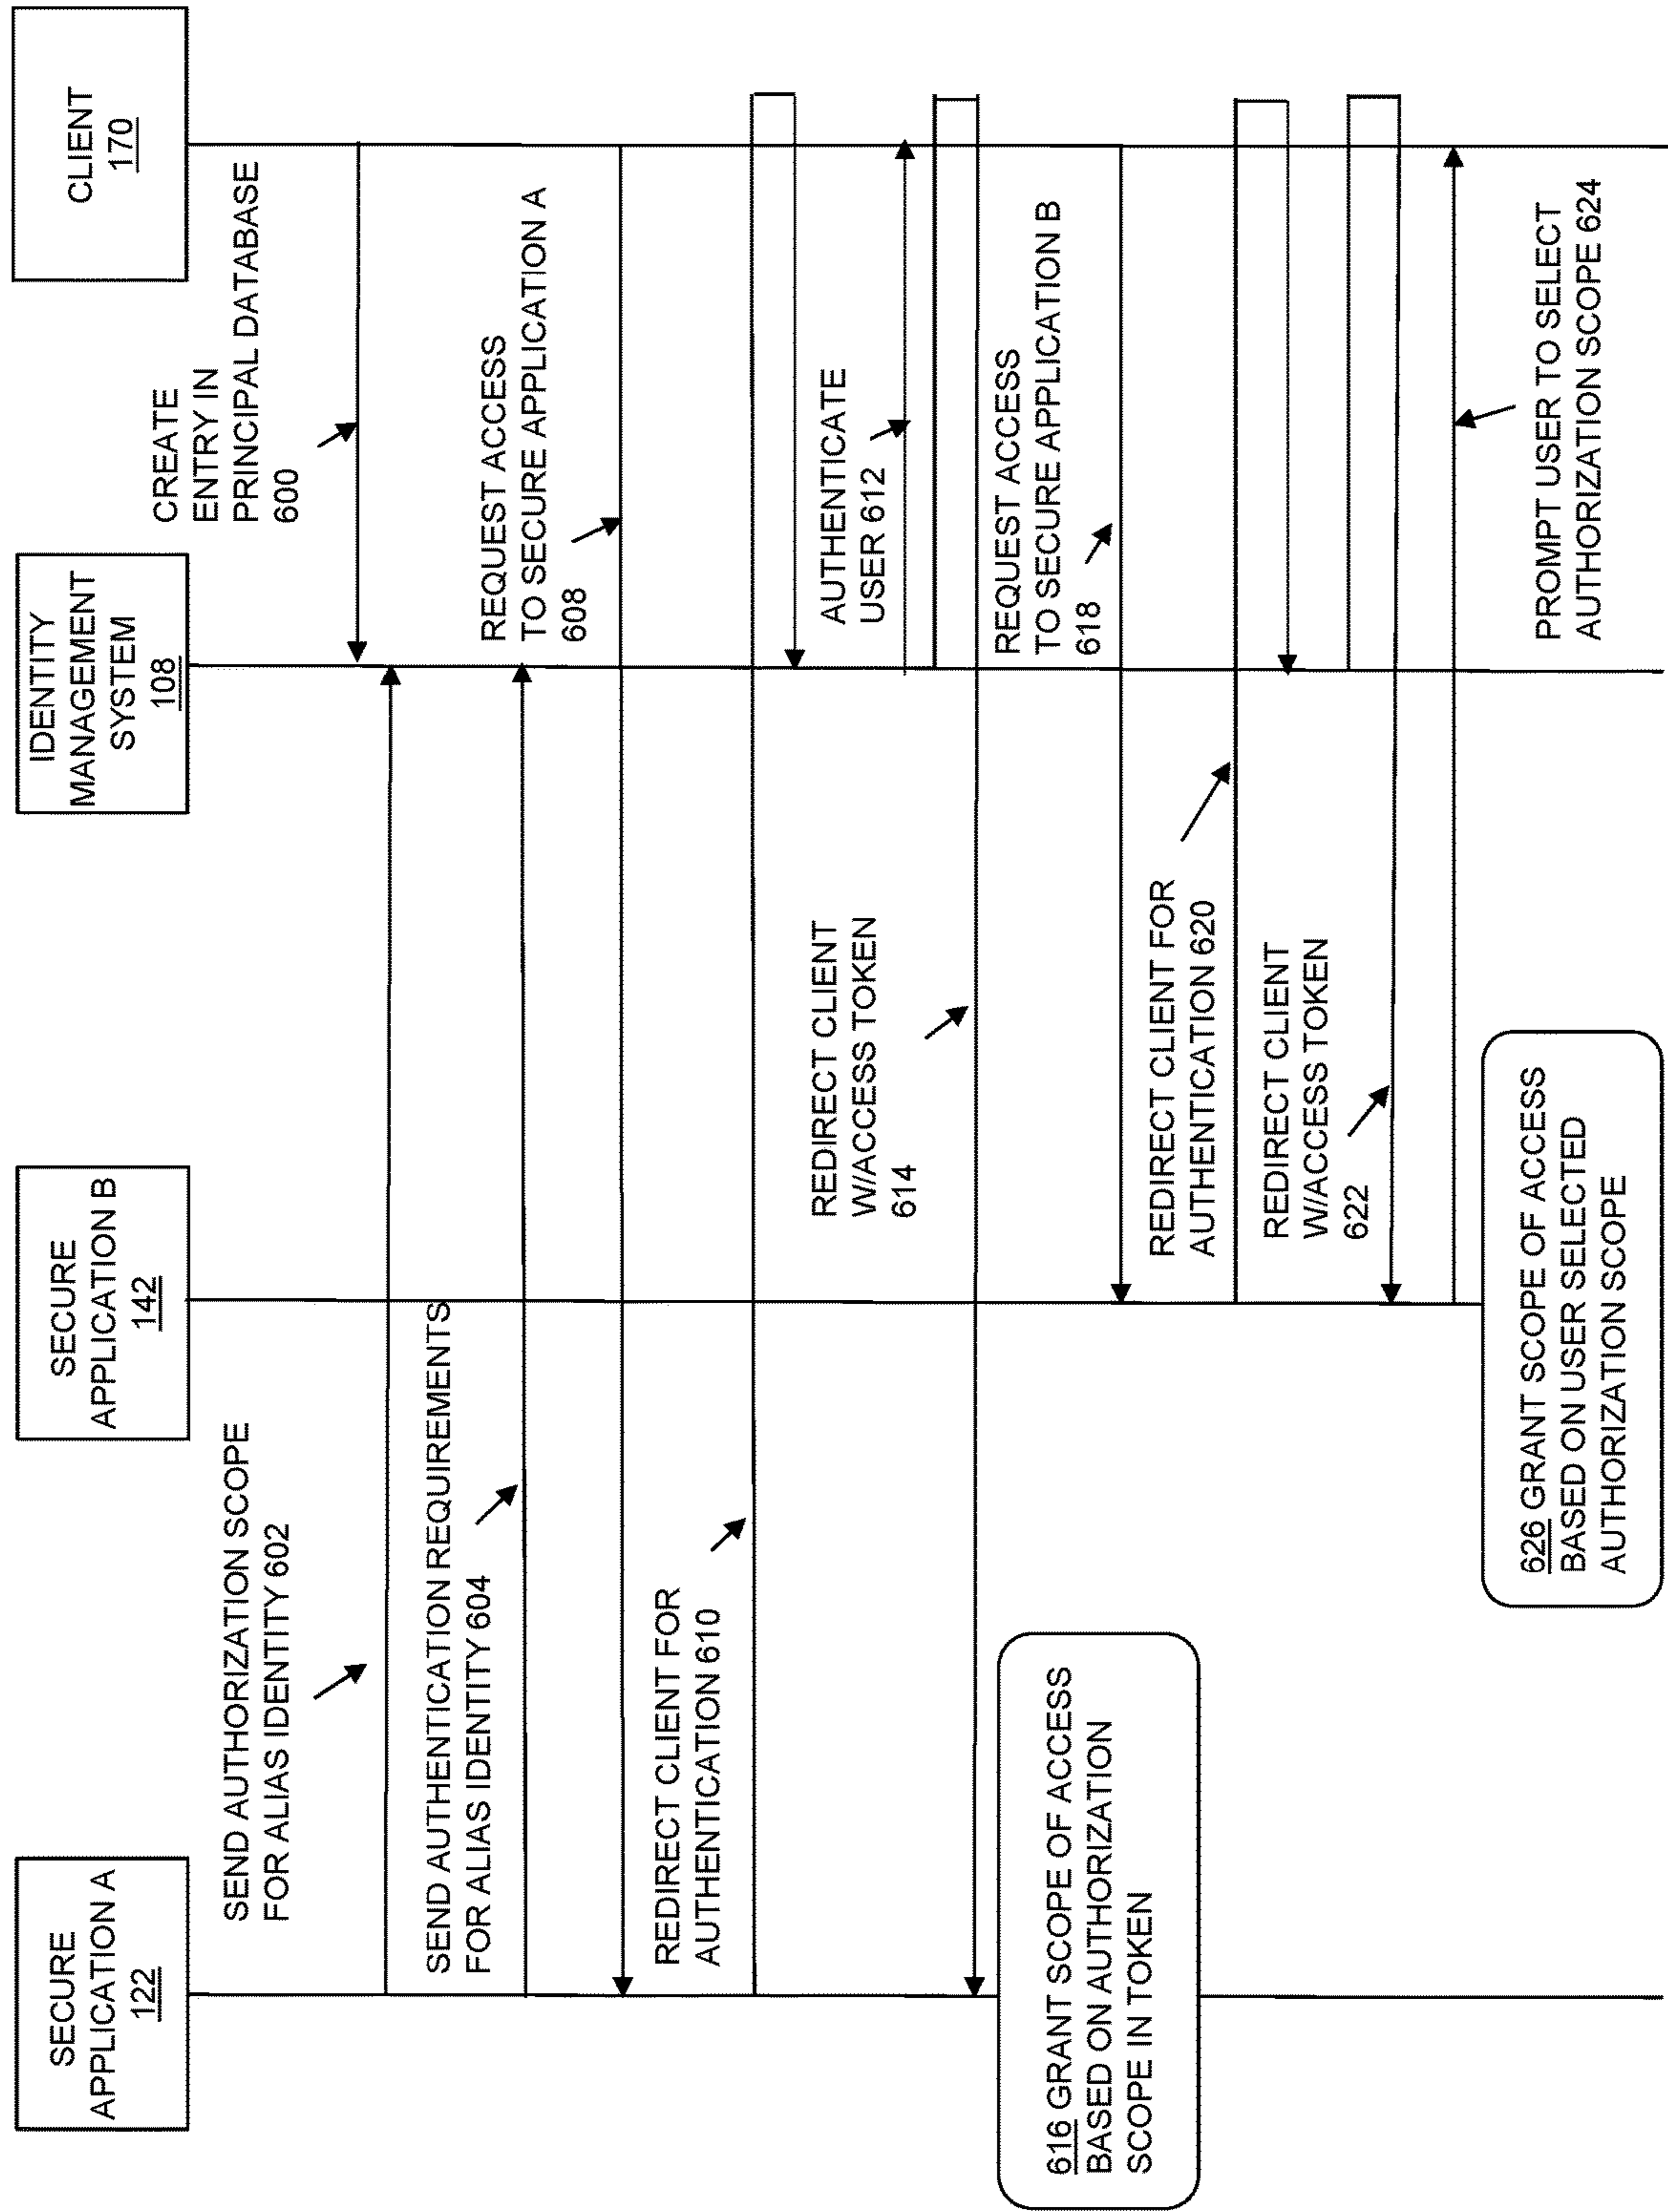 SECURE
APPLICATION A
122
SECURE
APPLICATION B
142
IDENTITY
MANAGEMENT
SYSTEM
108
CLIENT
170
CREATE
ENTRY IN
PRINCIPAL DATABASE
600
SEND AUTHORIZATION SCOPE
FOR ALIAS IDENTITY 602
SEND AUTHENTICATION REQUIREMENTS
FOR ALIAS IDENTITY 604
REQUEST ACCESS
TO SECURE APPLICATION A
608
REDIRECT CLIENT FOR
AUTHENTICATION 610
AUTHENTICATE
USER 612
REDIRECT CLIENT
W/ACCESS TOKEN
614
616 GRANT SCOPE OF ACCESS
BASED ON AUTHORIZATION
SCOPE IN TOKEN
REQUEST ACCESS
TO SECURE APPLICATION B
618
REDIRECT CLIENT FOR
AUTHENTICATION 620
REDIRECT CLIENT
W/ACCESS TOKEN
622
PROMPT USER TO SELECT
AUTHORIZATION SCOPE 624
626 GRANT SCOPE OF ACCESS
BASED ON USER SELECTED
AUTHORIZATION SCOPE